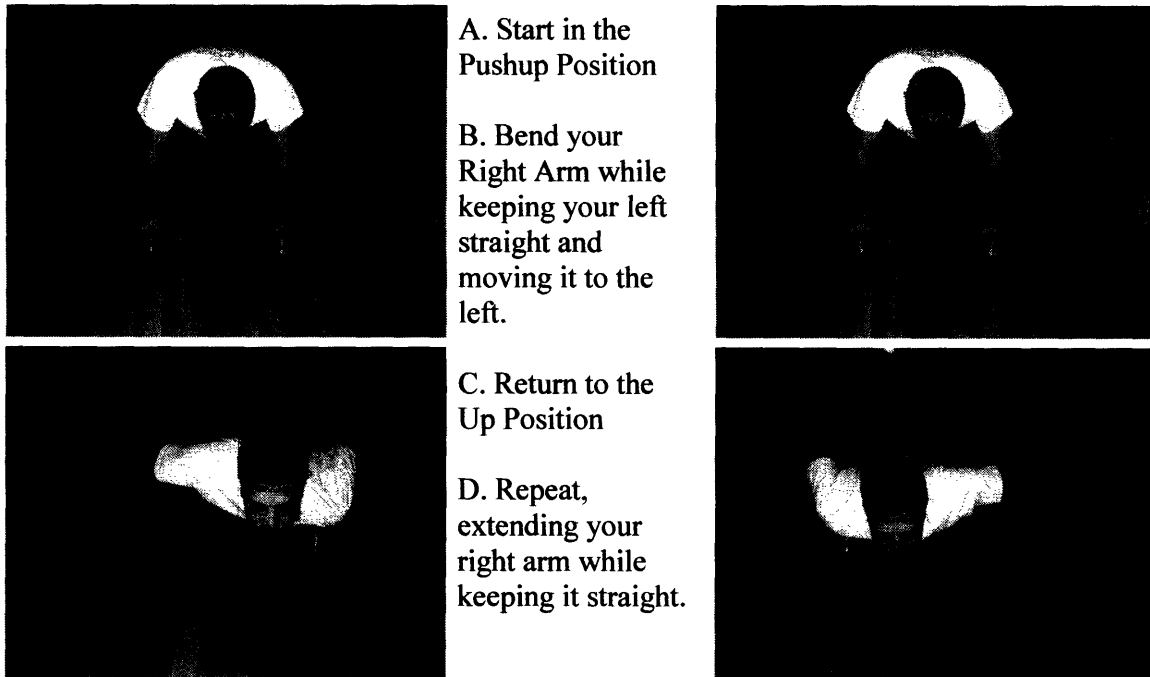 A. Start in the
Pushup Position
B. Bend your
Right Arm while
keeping your left
straight and
moving it to the
left.
C. Return to the
Up Position
D. Repeat,
extending your
right arm while
keeping it straight.